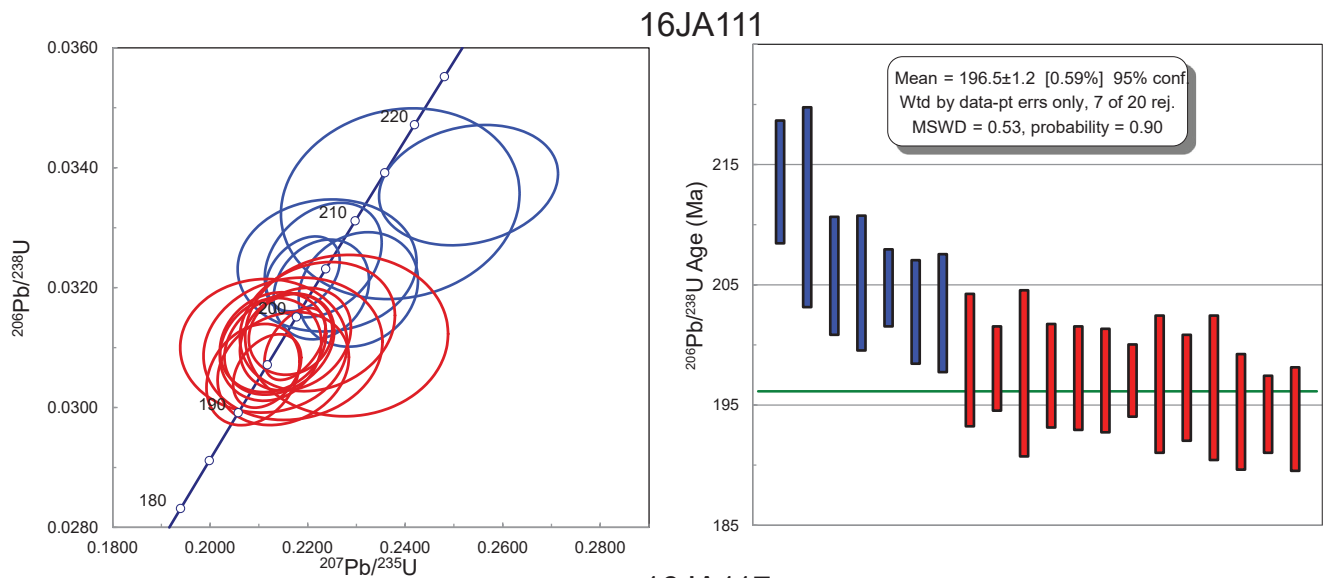 16JA111
0.0360
0.0340
0.0320
0.0300
0.0280
206Pb/238U
220
210
200
190
180
0.1800 0.2000 0.2200 0.2400 0.2600 0.2800
207Pb/235U
Mean = 196.5±1.2 [0.59%] 95% conf.
Wtd by data-pt errs only, 7 of 20 rej.
MSWD = 0.53, probability = 0.90
215
205
195
185
206Pb/238U Age (Ma)